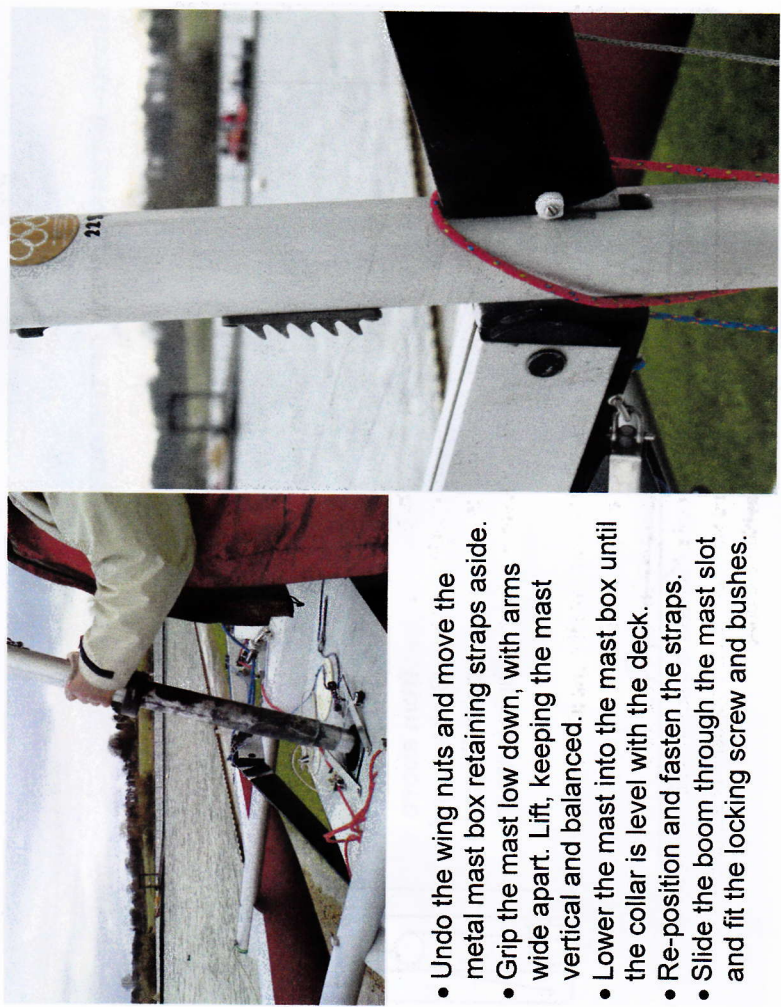 229
• Undo the wing nuts and move the
metal mast box retaining straps aside.
• Grip the mast low down, with arms
wide apart. Lift, keeping the mast
vertical and balanced.
• Lower the mast into the mast box until
the collar is level with the deck.
• Re-position and fasten the straps.
• Slide the boom through the mast slot
and fit the locking screw and bushes.